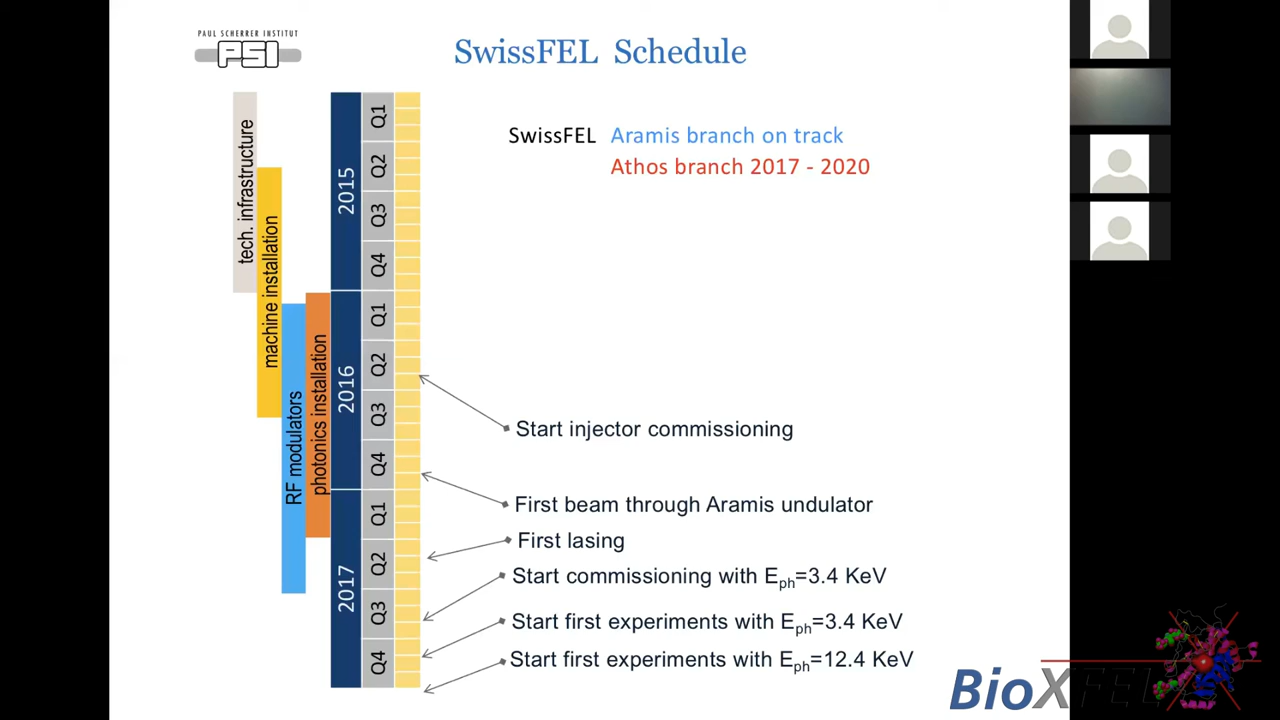 PAUL SCHERRER INSTITUT
PSI
SwissFEL Schedule
SwissFEL Aramis branch on track
Athos branch 2017 - 2020
tech. infrastructure
machine installation
RF modulators
photonics installation
2015
Q1
Q2
Q3
Q4
2016
Q1
Q2
Q3
Q4
2017
Q1
Q2
Q3
Q4
Start injector commissioning
First beam through Aramis undulator
First lasing
Start commissioning with Eph=3.4 KeV
Start first experiments with Eph=3.4 KeV
Start first experiments with Eph=12.4 KeV
BioXFEL